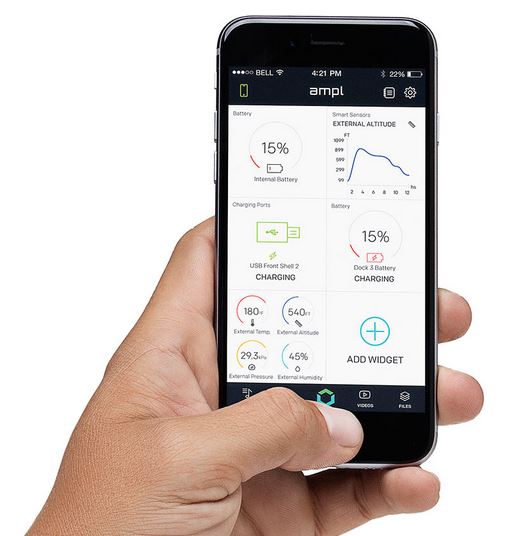 BELL 4:21 PM 22%
ampl
Battery
15%
Internal Battery
Smart Sensors
EXTERNAL ALTITUDE
FT
1099
899
599
299
99
2 4 6 8 10 12 hs
Charging Ports
USB Front Shell 2
CHARGING
Battery
15%
Dock 3 Battery
CHARGING
180°F
External Temp.
540FT
External Altitude
29.3kPa
External Pressure
45%
External Humidity
ADD WIDGET
VIDEOS
FILES